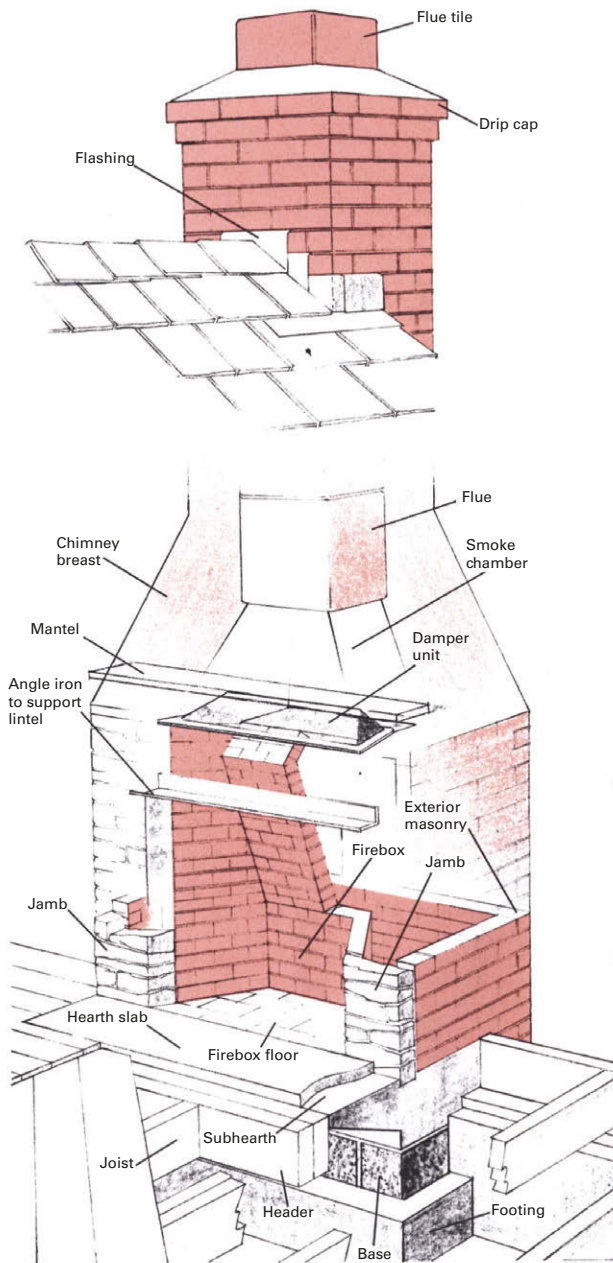 Flue tile
Drip cap
Flashing
Flue
Chimney
breast
Smoke
chamber
Mantel
Damper
unit
Angle iron
to support
lintel
Exterior
masonry
Firebox
Jamb
Jamb
Hearth slab
Firebox floor
Subhearth
Joist
Header
Footing
Base